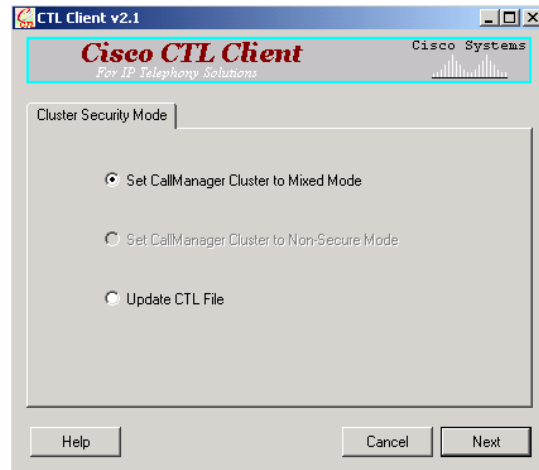 CTL Client v2.1
Cisco CTL Client
For IP Telephony Solutions
Cisco Systems
Cluster Security Mode
Set CallManager Cluster to Mixed Mode
Set CallManager Cluster to Non-Secure Mode
Update CTL File
Help
Cancel
Next